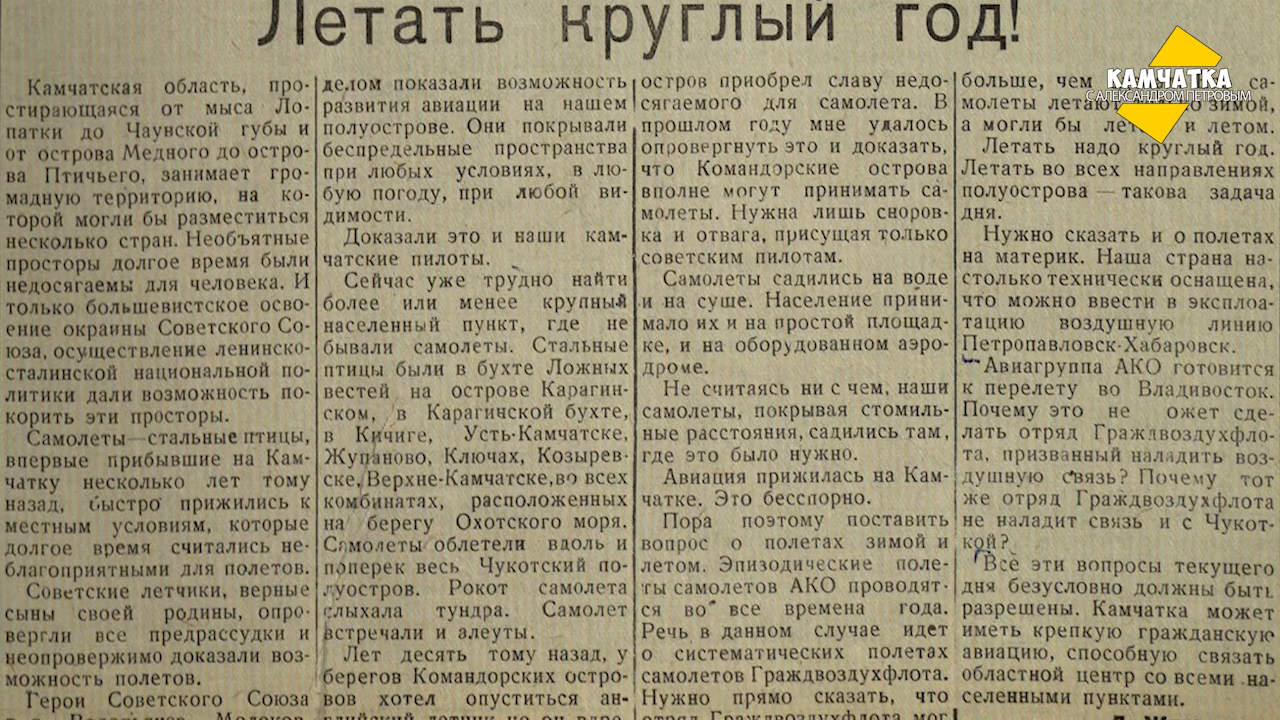 Летать круглый год!
КАМЧАТКА
С АЛЕКСАНДРОМ ПЕТРОВЫМ
Камчатская область, про-
стирающаяся от мыса Ло-
патки до Чаунской губы и
от острова Медного до остро-
ва Птичьего, занимает гро-
мадную территорию, на ко-
торой могли бы разместиться
несколько стран. Необъятные
просторы долгое время были
недосягаемы для человека. И
только большевистское осво-
ение окраины Советского Со-
юза, осуществление ленинско-
сталинской национальной по-
литики дали возможность по-
корить эти просторы.
Самолеты—стальные птицы,
впервые прибывшие на Кам-
чатку несколько лет тому
назад, быстро прижились к
местным условиям, которые
долгое время считались не-
благоприятными для полетов.
Советские летчики, верные
сыны своей родины, опро-
вергли все предрассудки и
неопровержимо доказали воз-
можность полетов.
Герои Советского Союза
делом показали возможность
развития авиации на нашем
полуострове. Они покрывали
беспредельные пространства
при любых условиях, в лю-
бую погоду, при любой ви-
димости.
Доказали это и наши кам-
чатские пилоты.
Сейчас уже трудно найти
более или менее крупный
населенный пункт, где не
бывали самолеты. Стальные
птицы были в бухте Ложных
вестей на острове Карагин-
ском, в Карагинской бухте,
в Кичиге, Усть-Камчатске,
Жупаново, Ключах, Козырев-
ске, Верхне-Камчатске, во всех
комбинатах, расположенных
на берегу Охотского моря.
Самолеты облетели вдоль и
поперек весь Чукотский по-
луостров. Рокот самолета
слыхала тундра. Самолет
встречали и алеуты.
Лет десять тому назад, у
берегов Командорских остро-
вов хотел опуститься ан-
глийский летчик но он
остров приобрел славу недо-
сягаемого для самолета. В
прошлом году мне удалось
опровергнуть это и доказать,
что Командорские острова
вполне могут принимать са-
молеты. Нужна лишь сноров-
ка и отвага, присущая только
советским пилотам.
Самолеты садились на воде
и на суше. Население прини-
мало их и на простой площад-
ке, и на оборудованном аэро-
дроме.
Не считаясь ни с чем, наши
самолеты, покрывая стомиль-
ные расстояния, садились там,
где это было нужно.
Авиация прижилась на Кам-
чатке. Это бесспорно.
Пора поэтому поставить
вопрос о полетах зимой и
летом. Эпизодические поле-
ты самолетов АКО проводят-
ся во все времена года.
Речь в данном случае идет
о систематических полетах
самолетов Граждвоздухфлота.
Нужно прямо сказать, что
отряд Граждвоздухфлота мог
больше, чем са-
молеты летают зимой,
а могли бы и летом.
Летать надо круглый год.
Летать во всех направлениях
полуострова — такова задача
дня.
Нужно сказать и о полетах
на материк. Наша страна на-
столько технически оснащена,
что можно ввести в эксплоа-
тацию воздушную линию
Петропавловск-Хабаровск.
Авиагруппа АКО готовится
к перелету во Владивосток.
Почему это не ожет сде-
лать отряд Граждвоздухфло-
та, призванный наладить воз-
душную связь? Почему тот
же отряд Граждвоздухфлота
не наладит связь и с Чукот-
кой?
Все эти вопросы текущего
дня безусловно должны быть
разрешены. Камчатка может
иметь крепкую гражданскую
авиацию, способную связать
областной центр со всеми на-
селенными пунктами.